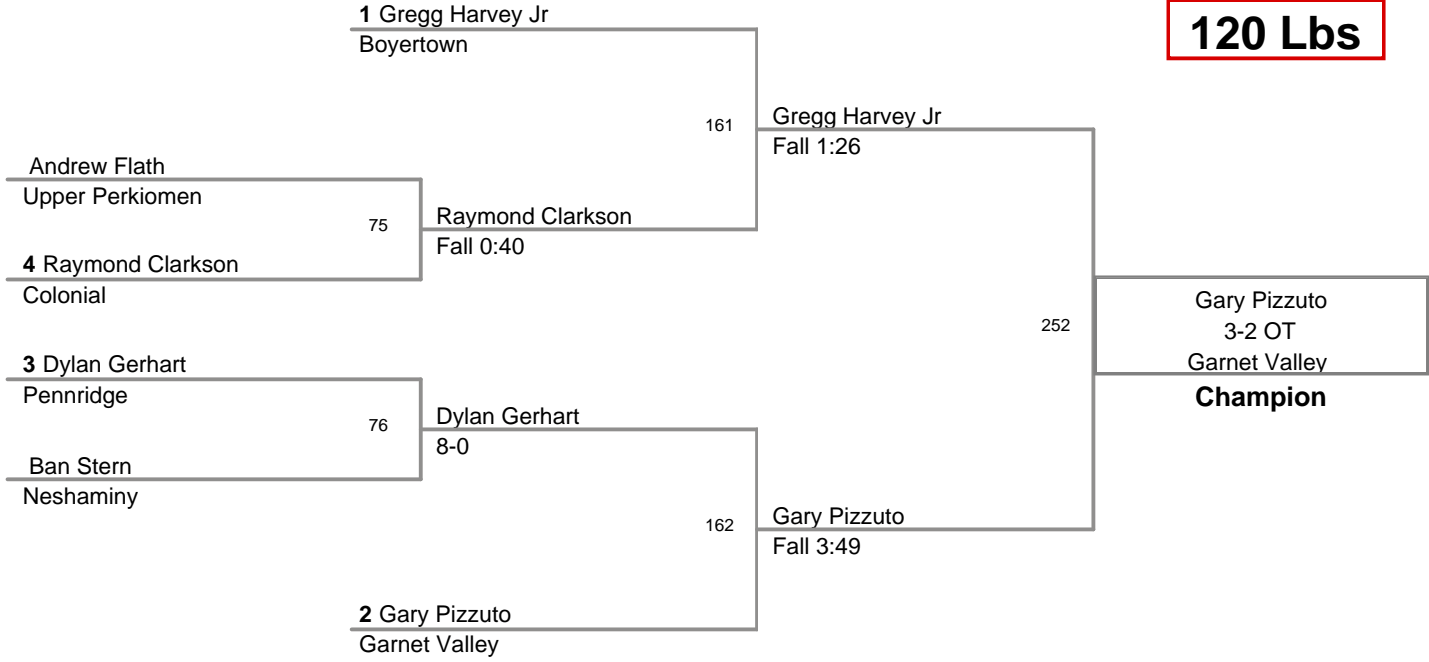 1 Gregg Harvey Jr
Boyertown
120 Lbs
161
Gregg Harvey Jr
Fall 1:26
Andrew Flath
Upper Perkiomen
75
Raymond Clarkson
Fall 0:40
4 Raymond Clarkson
Colonial
252
Gary Pizzuto
3-2 OT
Garnet Valley
Champion
3 Dylan Gerhart
Pennridge
76
Dylan Gerhart
8-0
Ban Stern
Neshaminy
162
Gary Pizzuto
Fall 3:49
2 Gary Pizzuto
Garnet Valley